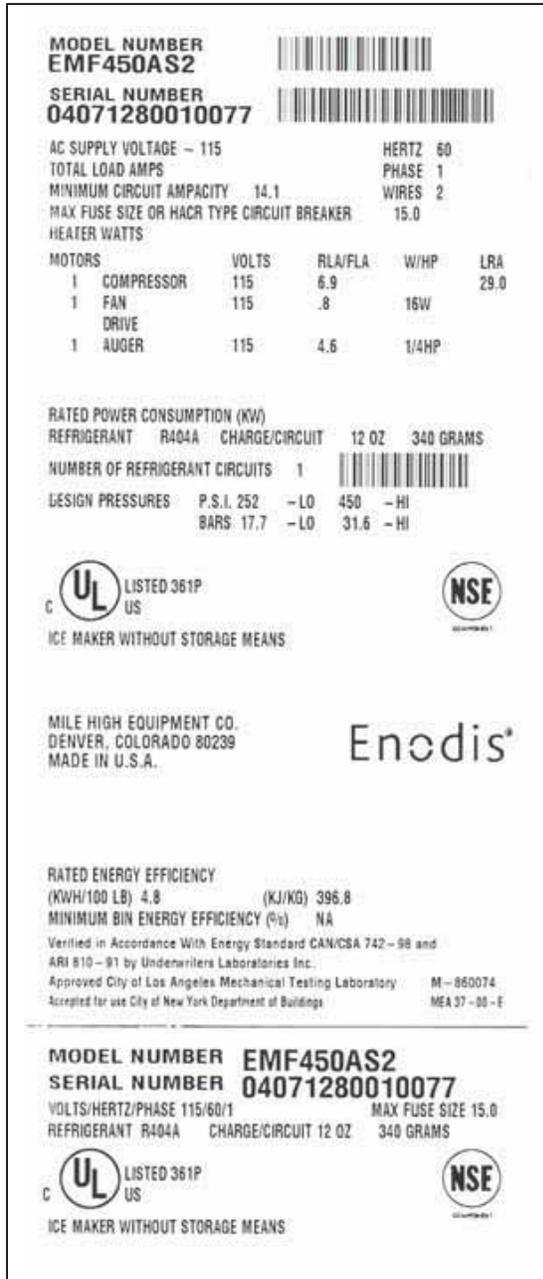 MODEL NUMBER
EMF450AS2
SERIAL NUMBER
04071280010077
AC SUPPLY VOLTAGE ~ 115 HERTZ 60
TOTAL LOAD AMPS PHASE 1
MINIMUM CIRCUIT AMPACITY 14.1 WIRES 2
MAX FUSE SIZE OR HACR TYPE CIRCUIT BREAKER 15.0
HEATER WATTS
MOTORS VOLTS RLA/FLA W/HP LRA
1 COMPRESSOR 115 6.9 29.0
1 FAN 115 .8 16W
DRIVE
1 AUGER 115 4.6 1/4HP
RATED POWER CONSUMPTION (KW)
REFRIGERANT R404A CHARGE/CIRCUIT 12 OZ 340 GRAMS
NUMBER OF REFRIGERANT CIRCUITS 1
DESIGN PRESSURES P.S.I. 252 – LO 450 – HI
BARS 17.7 – LO 31.6 – HI
C UL LISTED 361P
US
NSF
COMPONENT
ICE MAKER WITHOUT STORAGE MEANS
MILE HIGH EQUIPMENT CO.
DENVER, COLORADO 80239
MADE IN U.S.A.
Enodis
RATED ENERGY EFFICIENCY
(KWH/100 LB) 4.8 (KJ/KG) 396.8
MINIMUM BIN ENERGY EFFICIENCY (%) NA
Verified in Accordance With Energy Standard CAN/CSA 742–98 and
ARI 810–91 by Underwriters Laboratories Inc.
Approved City of Los Angeles Mechanical Testing Laboratory M–860074
Accepted for use City of New York Department of Buildings MEA 37–00–E
MODEL NUMBER EMF450AS2
SERIAL NUMBER 04071280010077
VOLTS/HERTZ/PHASE 115/60/1 MAX FUSE SIZE 15.0
REFRIGERANT R404A CHARGE/CIRCUIT 12 OZ 340 GRAMS
C UL LISTED 361P
US
NSF
COMPONENT
ICE MAKER WITHOUT STORAGE MEANS